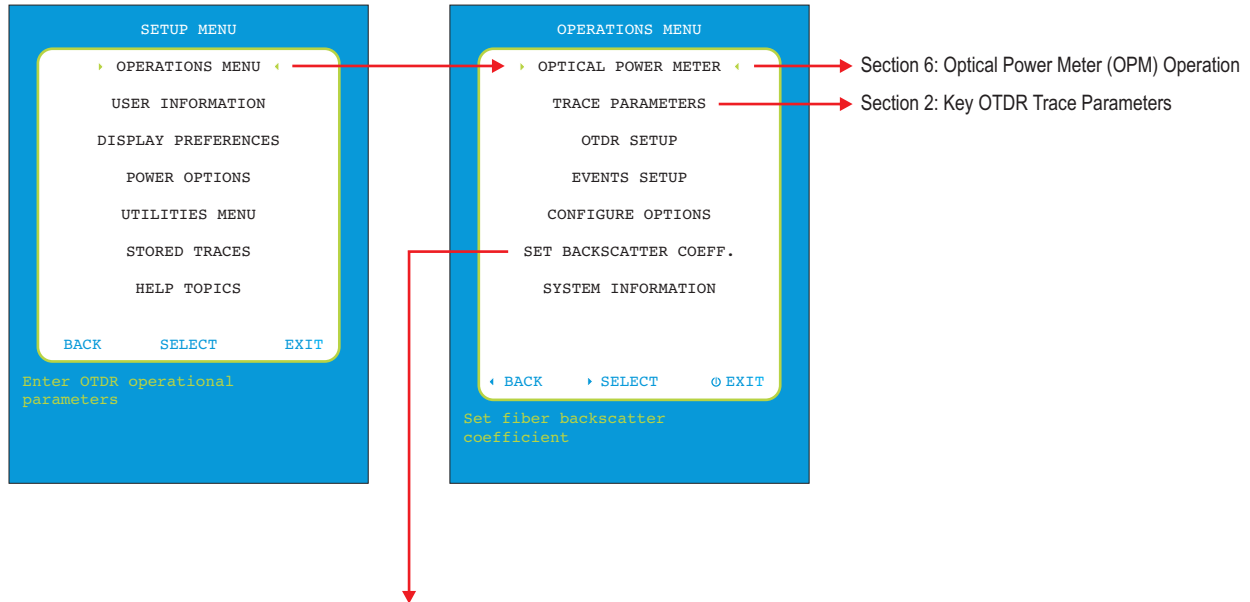 SETUP MENU
OPERATIONS MENU
USER INFORMATION
DISPLAY PREFERENCES
POWER OPTIONS
UTILITIES MENU
STORED TRACES
HELP TOPICS
BACK SELECT EXIT
Enter OTDR operational
parameters
OPERATIONS MENU
OPTICAL POWER METER
TRACE PARAMETERS
OTDR SETUP
EVENTS SETUP
CONFIGURE OPTIONS
SET BACKSCATTER COEFF.
SYSTEM INFORMATION
BACK SELECT EXIT
Set fiber backscatter
coefficient
Section 6: Optical Power Meter (OPM) Operation
Section 2: Key OTDR Trace Parameters